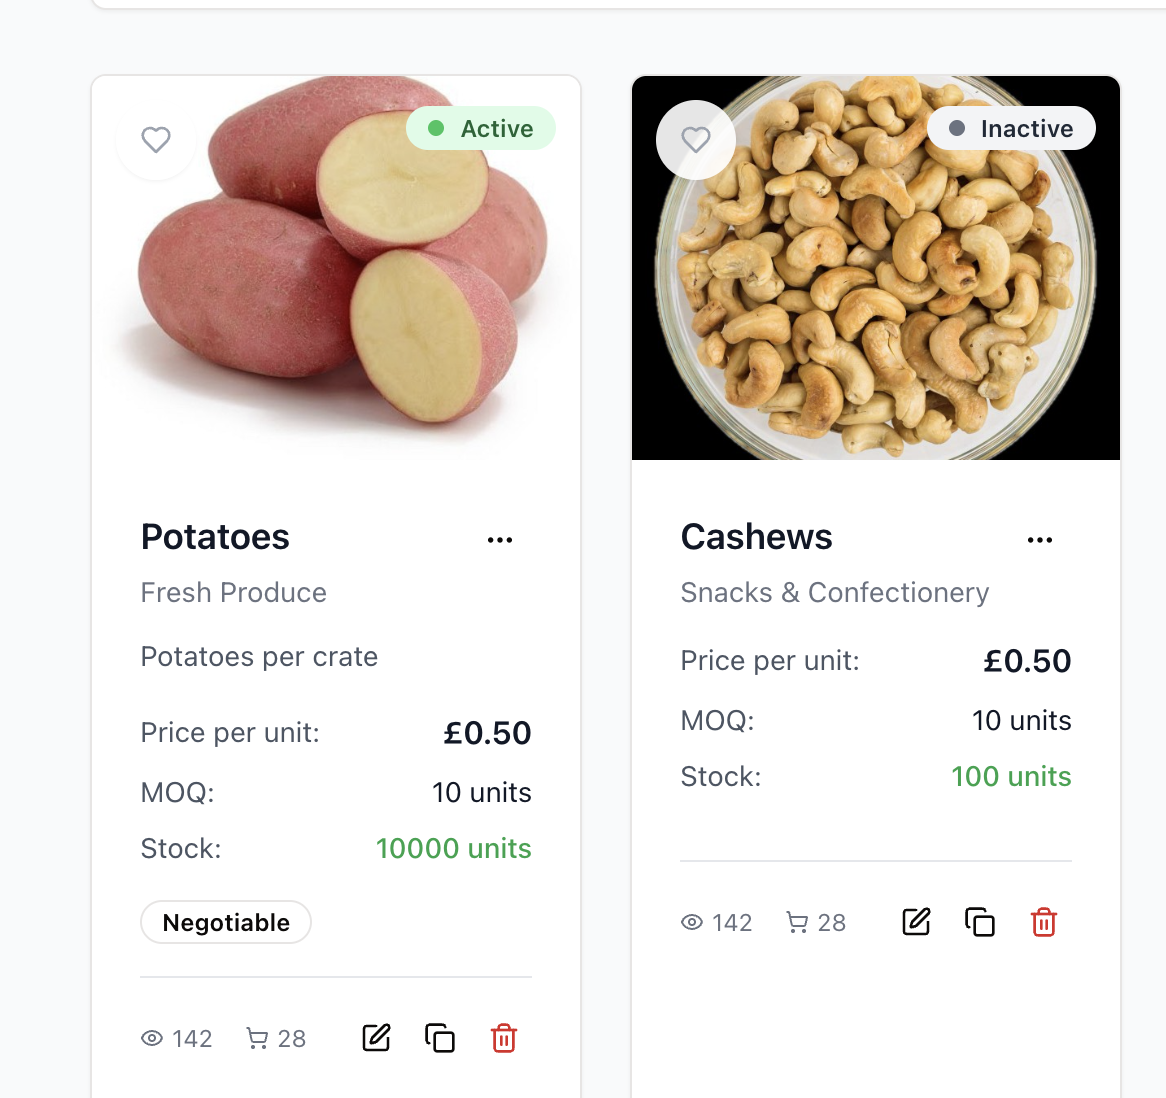 Active
Potatoes
Fresh Produce
Potatoes per crate
Price per unit: £0.50
MOQ: 10 units
Stock: 10000 units
Negotiable
142 28
Inactive
Cashews
Snacks & Confectionery
Price per unit: £0.50
MOQ: 10 units
Stock: 100 units
142 28